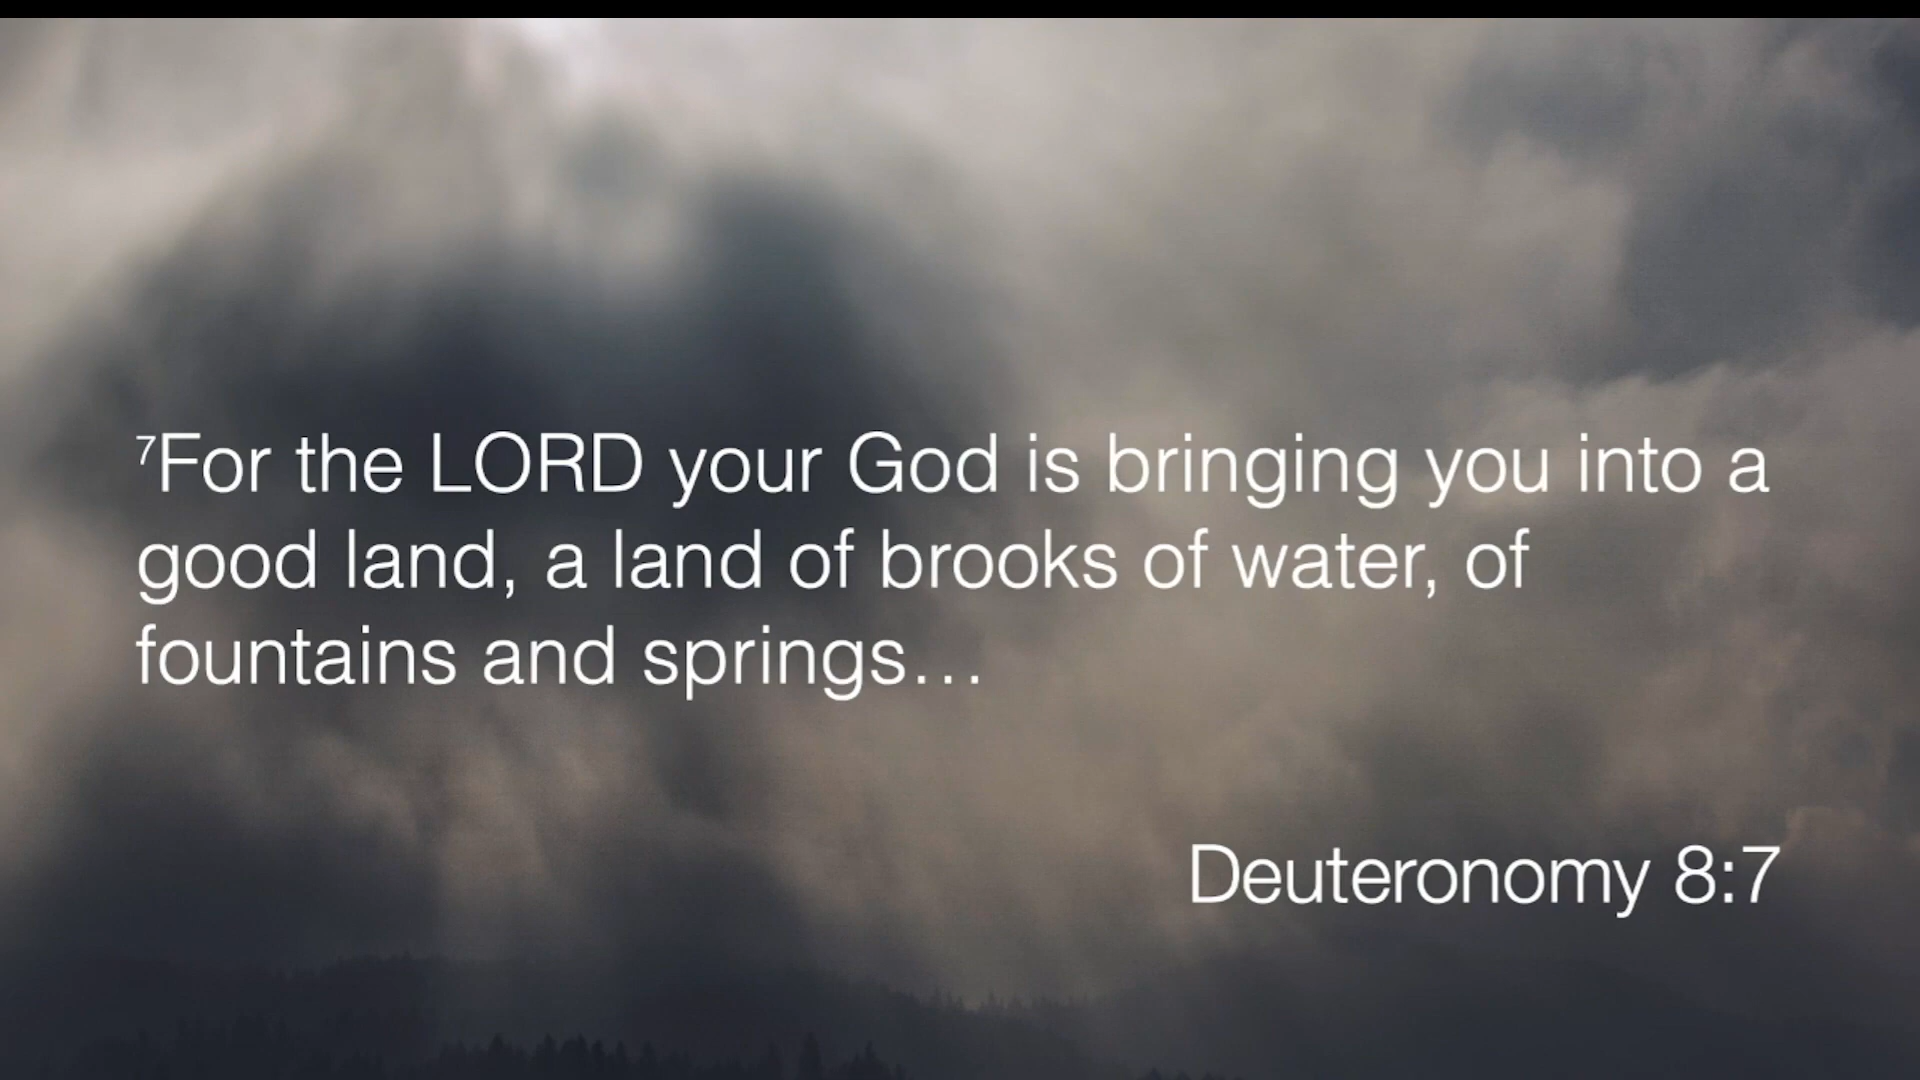 ⁷For the LORD your God is bringing you into a
good land, a land of brooks of water, of
fountains and springs…
Deuteronomy 8:7